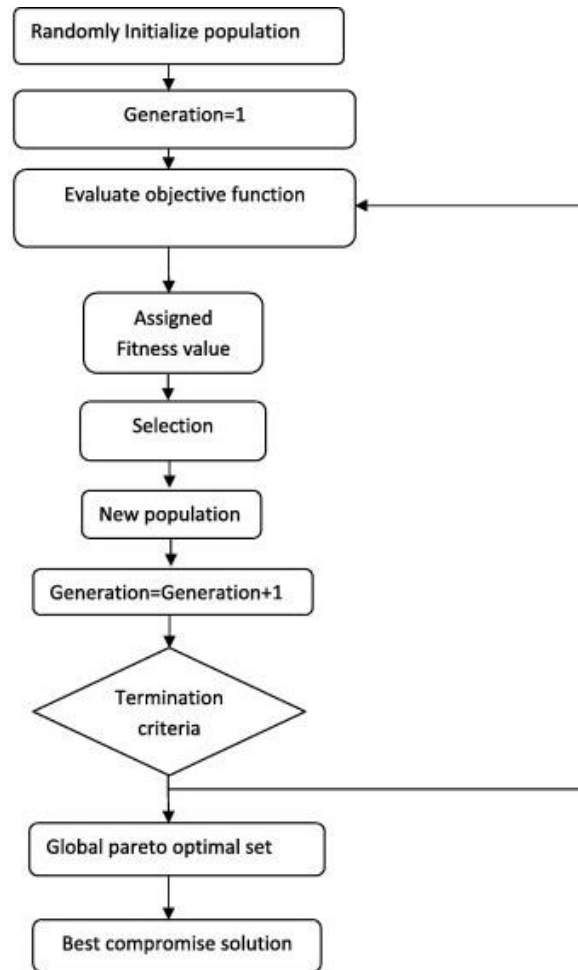 Randomly Initialize population
Generation=1
Evaluate objective function
Assigned
Fitness value
Selection
New population
Generation=Generation+1
Termination
criteria
Global pareto optimal set
Best compromise solution